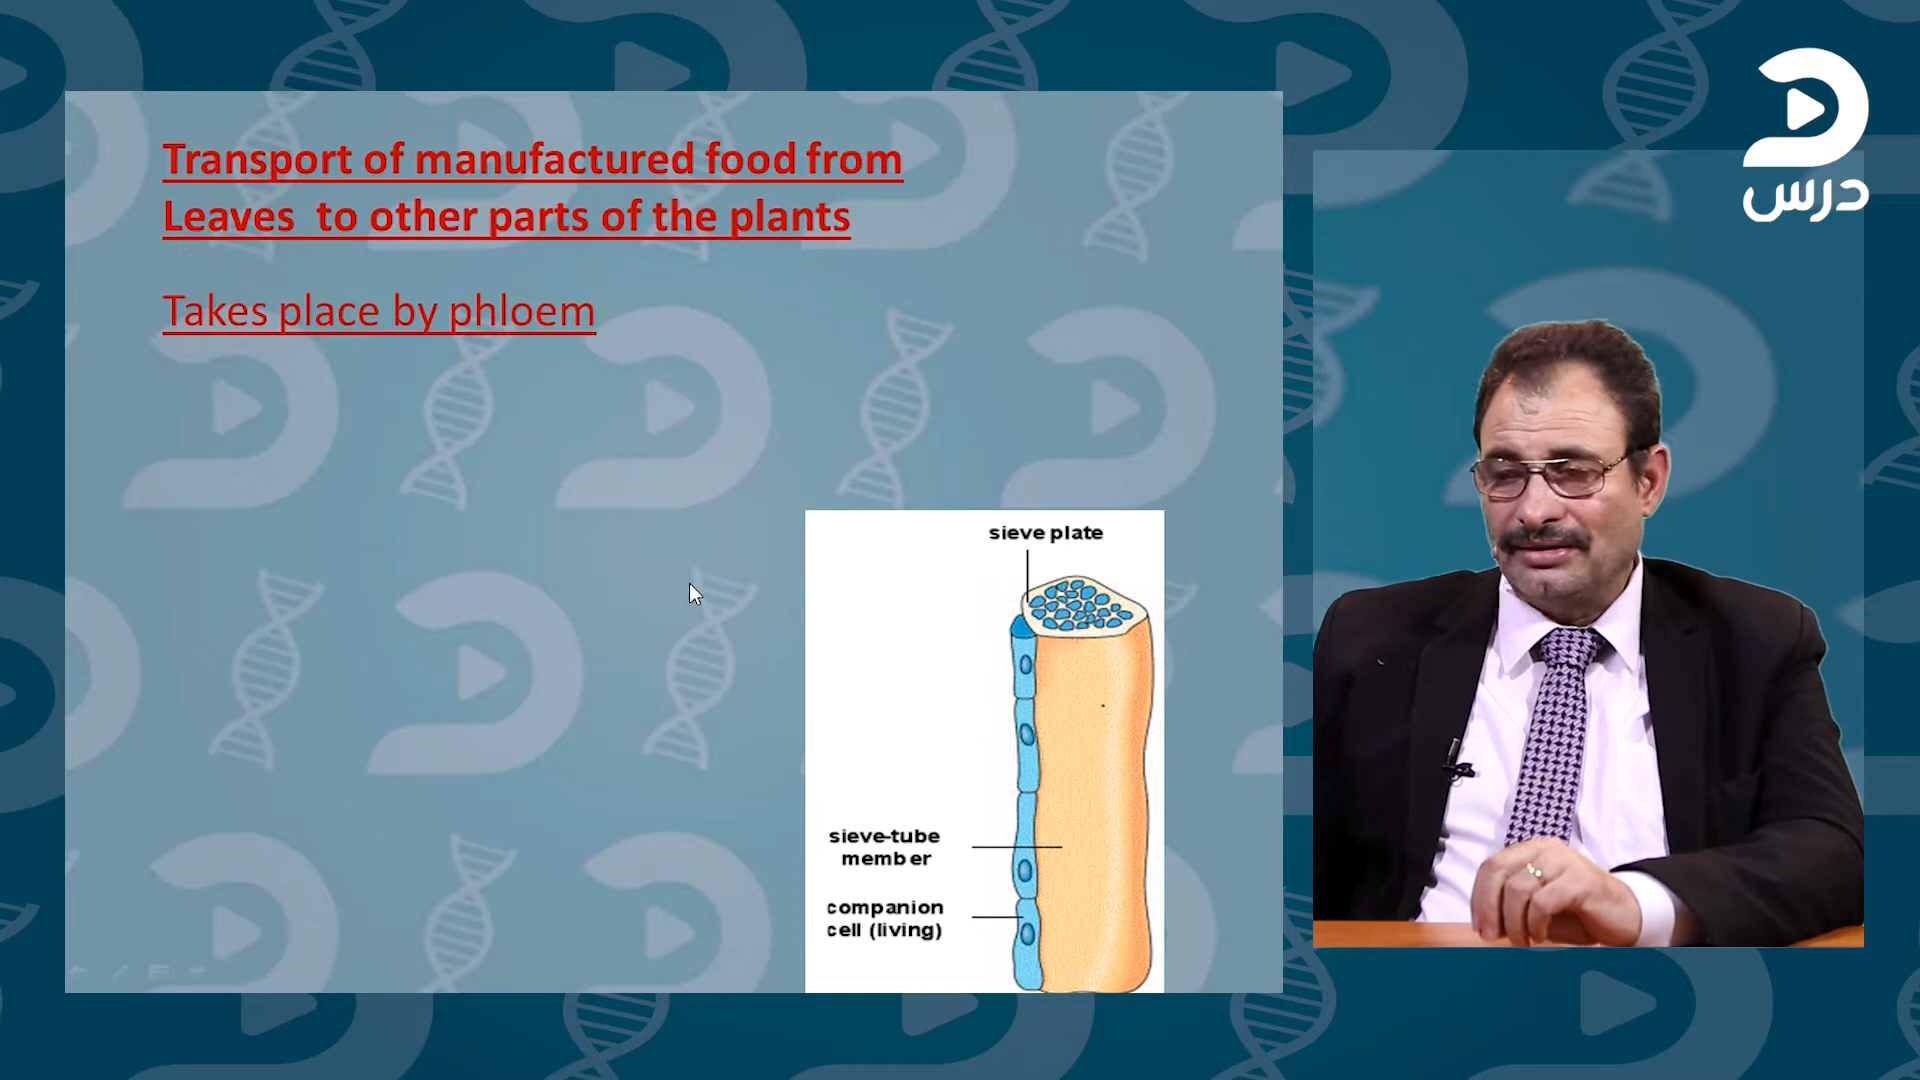 Transport of manufactured food from
Leaves to other parts of the plants
Takes place by phloem
sieve plate
sieve-tube
member
companion
cell (living)
درس